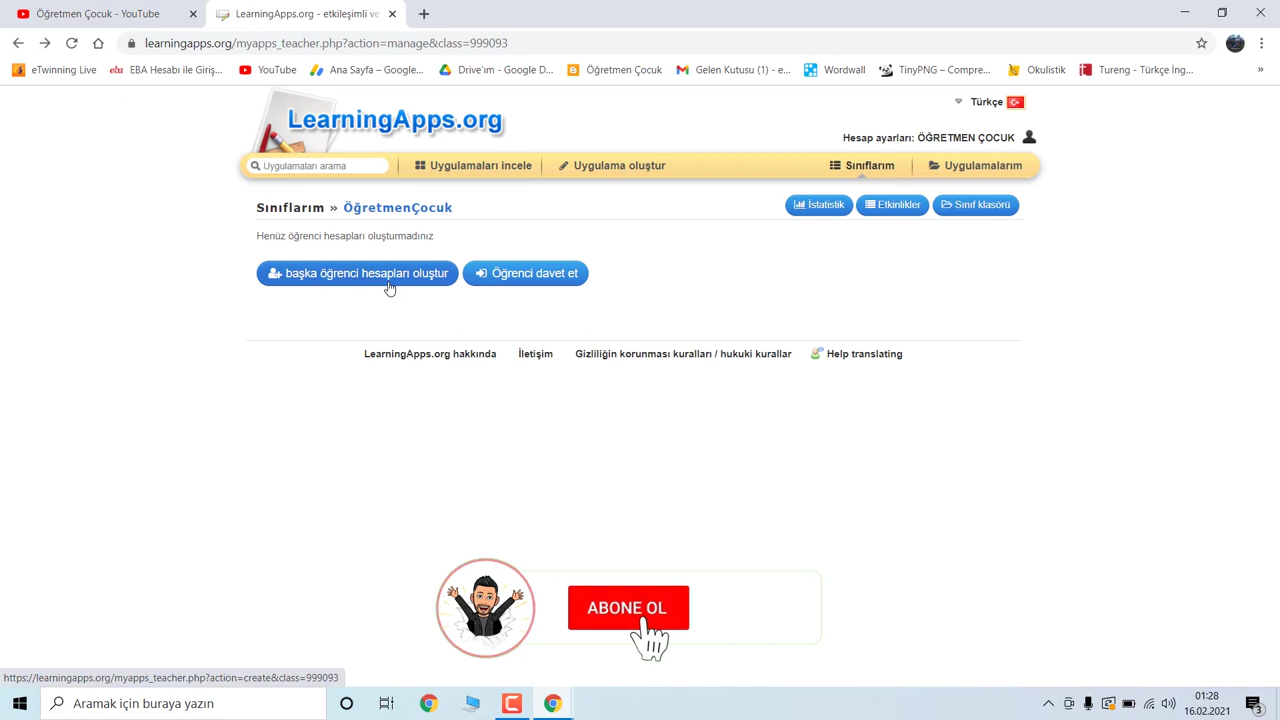 Öğretmen Çocuk - YouTube
LearningApps.org - etkileşimli ve
learningapps.org/myapps_teacher.php?action=manage&class=999093
eTwinning Live
eba
EBA Hesabı ile Giriş...
YouTube
Ana Sayfa – Google...
Drive'ım - Google D...
Öğretmen Çocuk
Gelen Kutusu (1) - e...
Wordwall
TinyPNG – Compre...
Okulistik
Tureng - Türkçe İng...
»
LearningApps.org
Türkçe
Hesap ayarları: ÖĞRETMEN ÇOCUK
Uygulamaları arama
Uygulamaları incele
Uygulama oluştur
Sınıflarım
Uygulamalarım
Sınıflarım » ÖğretmenÇocuk
İstatistik
Etkinlikler
Sınıf klasörü
Henüz öğrenci hesapları oluşturmadınız
başka öğrenci hesapları oluştur
Öğrenci davet et
LearningApps.org hakkında
İletişim
Gizliliğin korunması kuralları / hukuki kurallar
Help translating
ABONE OL
https://learningapps.org/myapps_teacher.php?action=create&class=999093
Aramak için buraya yazın
01:28
16.02.2021
3